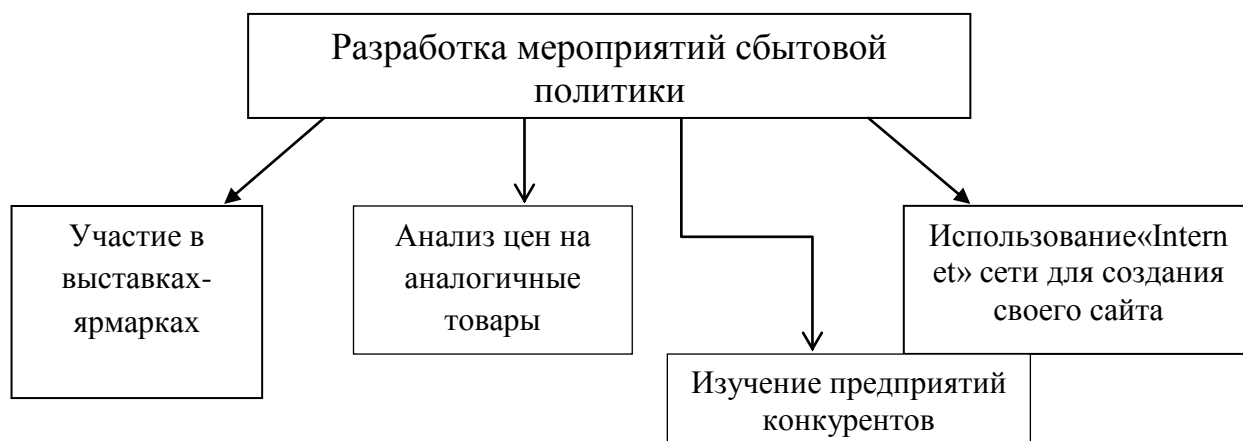 Разработка мероприятий сбытовой
политики
Участие в
выставках-
ярмарках
Анализ цен на
аналогичные
товары
Использование«Intern
et» сети для создания
своего сайта
Изучение предприятий
конкурентов